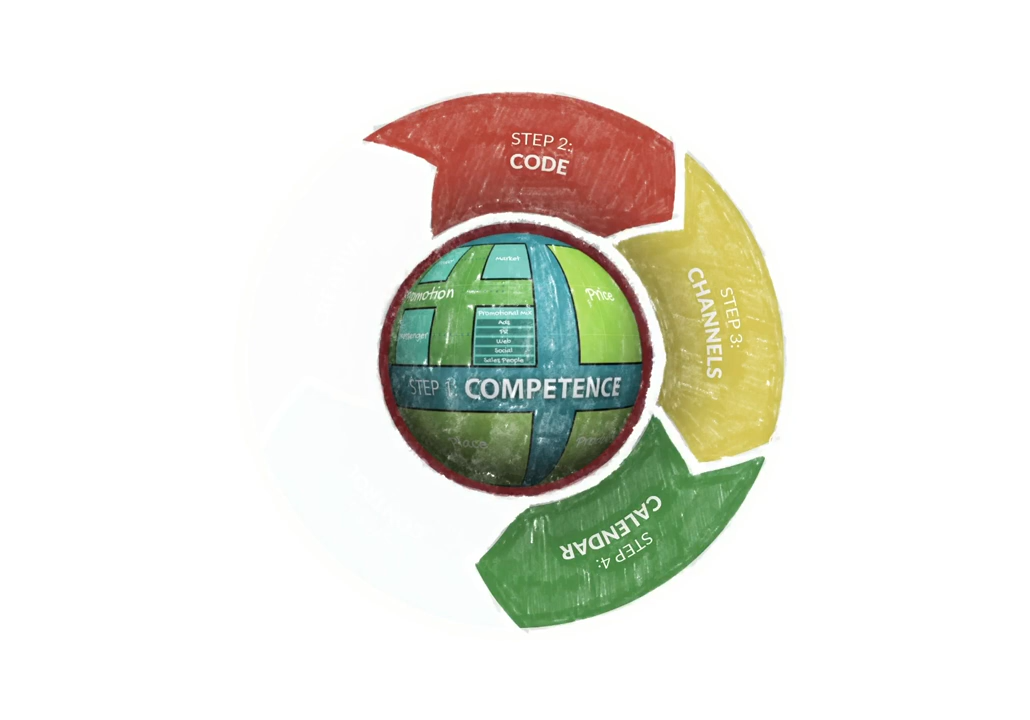 STEP 2:
CODE
STEP 3:
CHANNELS
STEP 4:
CALENDAR
Market
Promotion
Price
Promotional mix
Ads
PR
Web
Social
Sales People
STEP 1: COMPETENCE